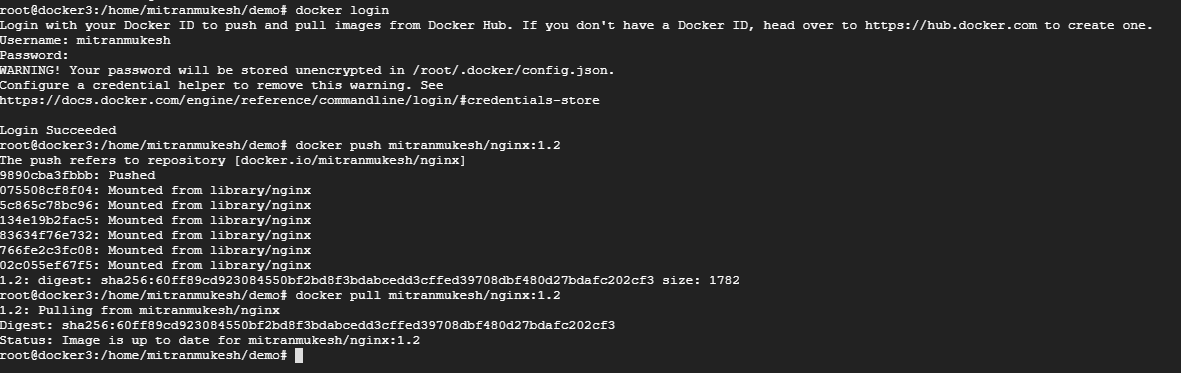 root@docker3:/home/mitranmukesh/demo# docker login
Login with your Docker ID to push and pull images from Docker Hub. If you don't have a Docker ID, head over to https://hub.docker.com to create one.
Username: mitranmukesh
Password:
WARNING! Your password will be stored unencrypted in /root/.docker/config.json.
Configure a credential helper to remove this warning. See
https://docs.docker.com/engine/reference/commandline/login/#credentials-store
Login Succeeded
root@docker3:/home/mitranmukesh/demo# docker push mitranmukesh/nginx:1.2
The push refers to repository [docker.io/mitranmukesh/nginx]
9890cba3fbbb: Pushed
075508cf8f04: Mounted from library/nginx
5c865c78bc96: Mounted from library/nginx
134e19b2fac5: Mounted from library/nginx
83634f76e732: Mounted from library/nginx
766fe2c3fc08: Mounted from library/nginx
02c055ef67f5: Mounted from library/nginx
1.2: digest: sha256:60ff89cd923084550bf2bd8f3bdabcedd3cffed39708dbf480d27bdafc202cf3 size: 1782
root@docker3:/home/mitranmukesh/demo# docker pull mitranmukesh/nginx:1.2
1.2: Pulling from mitranmukesh/nginx
Digest: sha256:60ff89cd923084550bf2bd8f3bdabcedd3cffed39708dbf480d27bdafc202cf3
Status: Image is up to date for mitranmukesh/nginx:1.2
root@docker3:/home/mitranmukesh/demo#